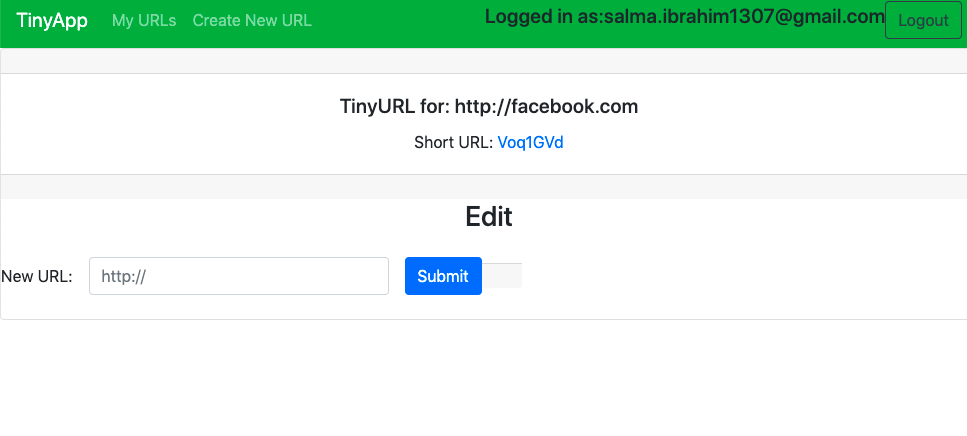 TinyApp My URLs Create New URL Logged in as:salma.ibrahim1307@gmail.com Logout
TinyURL for: http://facebook.com
Short URL: Voq1GVd
Edit
New URL: http:// Submit